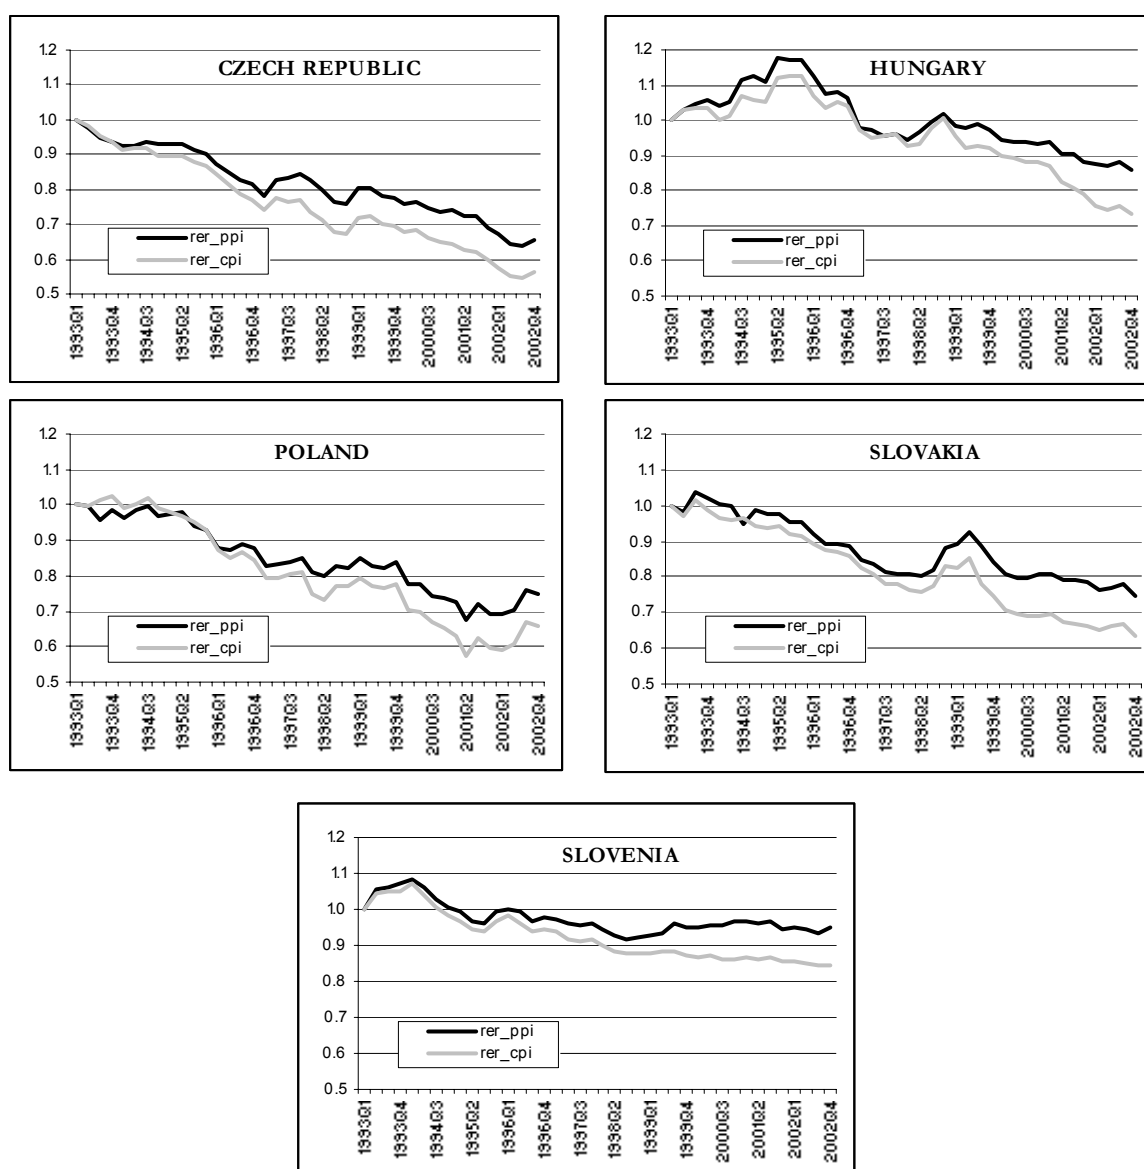 CZECH REPUBLIC
1.2
1.1
1.0
0.9
0.8
0.7
0.6
0.5
rer_ppi
rer_cpi
1993Q1
1993Q4
1994Q3
1995Q2
1996Q1
1996Q4
1997Q3
1998Q2
1999Q1
1999Q4
2000Q3
2001Q2
2002Q1
2002Q4
HUNGARY
1.2
1.1
1.0
0.9
0.8
0.7
0.6
0.5
rer_ppi
rer_cpi
1993Q1
1993Q4
1994Q3
1995Q2
1996Q1
1996Q4
1997Q3
1998Q2
1999Q1
1999Q4
2000Q3
2001Q2
2002Q1
2002Q4
POLAND
1.2
1.1
1.0
0.9
0.8
0.7
0.6
0.5
rer_ppi
rer_cpi
1993Q1
1993Q4
1994Q3
1995Q2
1996Q1
1996Q4
1997Q3
1998Q2
1999Q1
1999Q4
2000Q3
2001Q2
2002Q1
2002Q4
SLOVAKIA
1.2
1.1
1.0
0.9
0.8
0.7
0.6
0.5
rer_ppi
rer_cpi
1993Q1
1993Q4
1994Q3
1995Q2
1996Q1
1996Q4
1997Q3
1998Q2
1999Q1
1999Q4
2000Q3
2001Q2
2002Q1
2002Q4
SLOVENIA
1.2
1.1
1.0
0.9
0.8
0.7
0.6
0.5
rer_ppi
rer_cpi
1993Q1
1993Q4
1994Q3
1995Q2
1996Q1
1996Q4
1997Q3
1998Q2
1999Q1
1999Q4
2000Q3
2001Q2
2002Q1
2002Q4